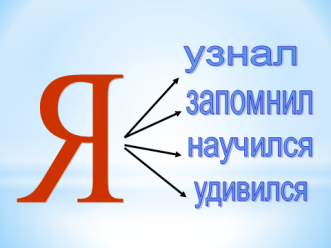 Я
узнал
запомнил
научился
удивился